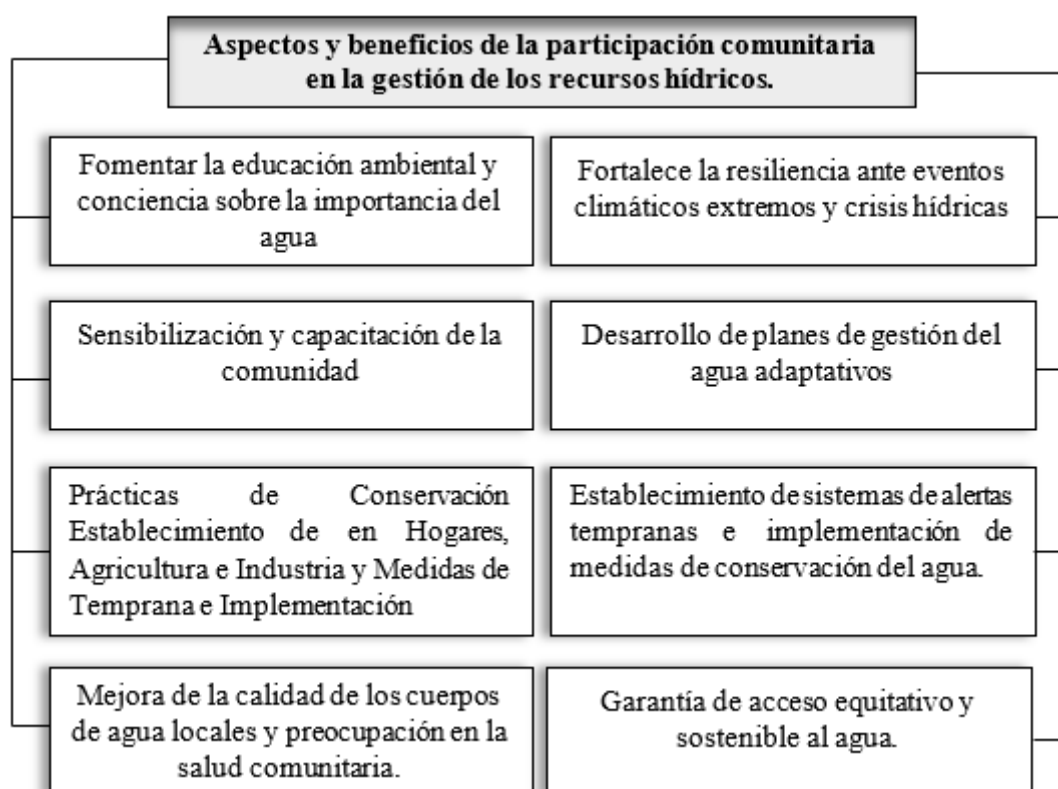 Aspectos y beneficios de la participación comunitaria
en la gestión de los recursos hídricos.
Fomentar la educación ambiental y
conciencia sobre la importancia del
agua
Fortalece la resiliencia ante eventos
climáticos extremos y crisis hídricas
Sensibilización y capacitación de la
comunidad
Desarrollo de planes de gestión del
agua adaptativos
Prácticas de Conservación
Establecimiento de en Hogares,
Agricultura e Industria y Medidas de
Temprana e Implementación
Establecimiento de sistemas de alertas
tempranas e implementación de
medidas de conservación del agua.
Mejora de la calidad de los cuerpos
de agua locales y preocupación en la
salud comunitaria.
Garantía de acceso equitativo y
sostenible al agua.